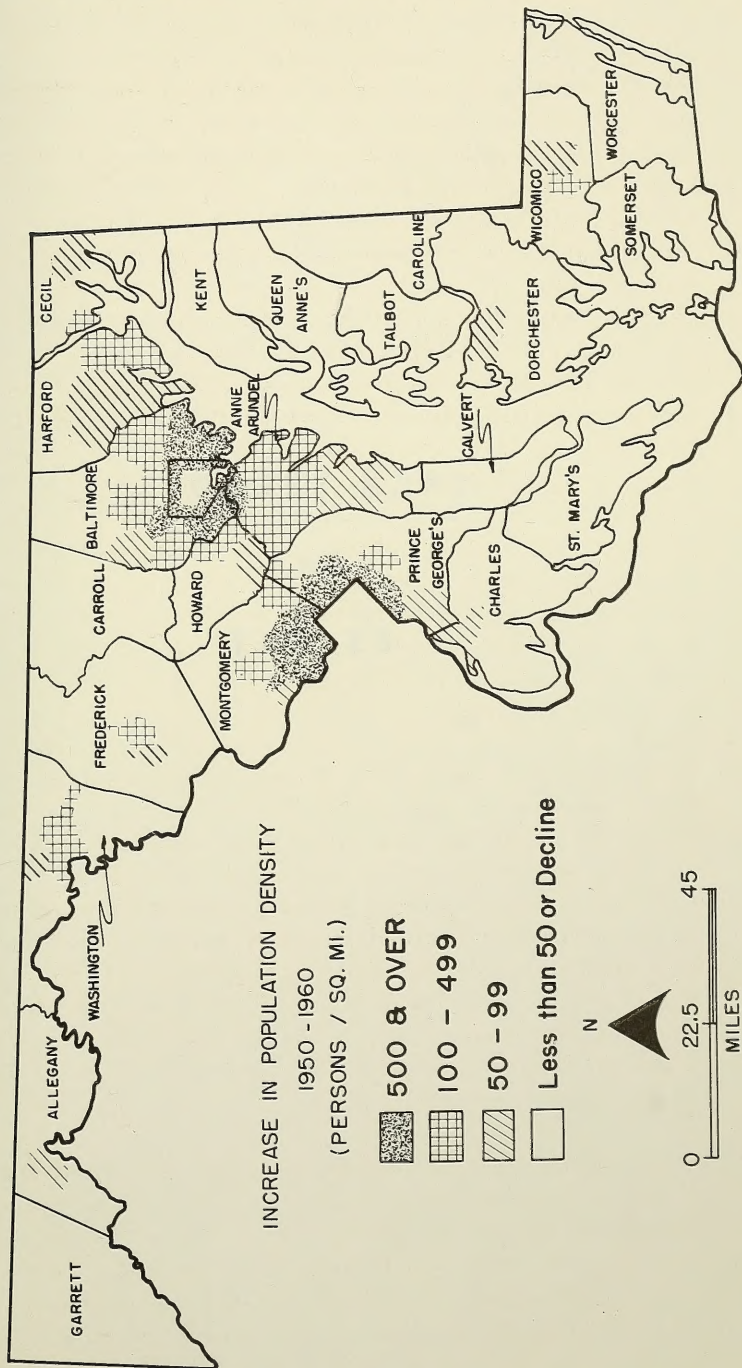 GARRETT
ALLEGANY
WASHINGTON
FREDERICK
CARROLL
BALTIMORE
HARFORD
CECIL
HOWARD
MONTGOMERY
ANNE
ARUNDEL
KENT
QUEEN
ANNE'S
TALBOT
CAROLINE
PRINCE
GEORGE'S
CALVERT
CHARLES
ST. MARY'S
DORCHESTER
WICOMICO
SOMERSET
WORCESTER
INCREASE IN POPULATION DENSITY
1950 - 1960
(PERSONS / SQ. MI.)
500 & OVER
100 - 499
50 - 99
Less than 50 or Decline
N
0 22.5 45
MILES